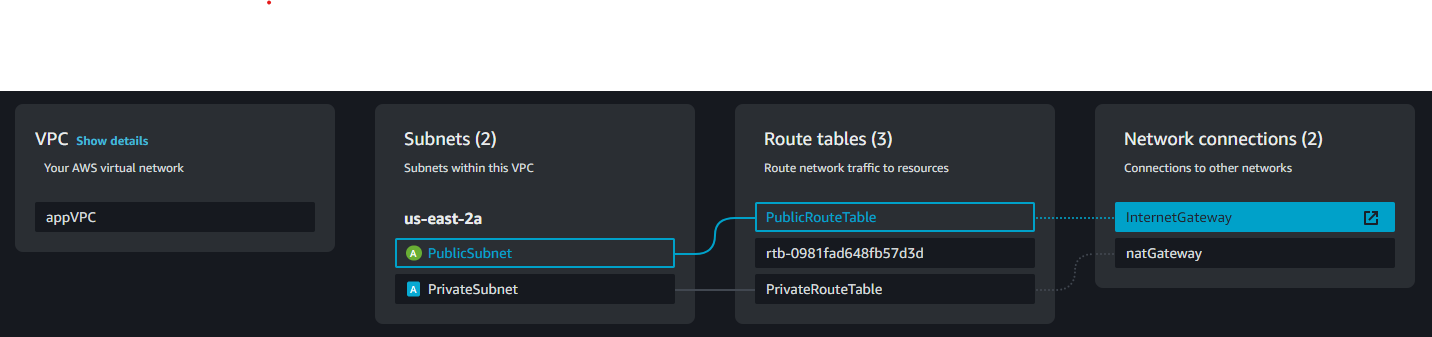 VPC Show details
Your AWS virtual network
appVPC
Subnets (2)
Subnets within this VPC
us-east-2a
A PublicSubnet
A PrivateSubnet
Route tables (3)
Route network traffic to resources
PublicRouteTable
rtb-0981fad648fb57d3d
PrivateRouteTable
Network connections (2)
Connections to other networks
InternetGateway
natGateway